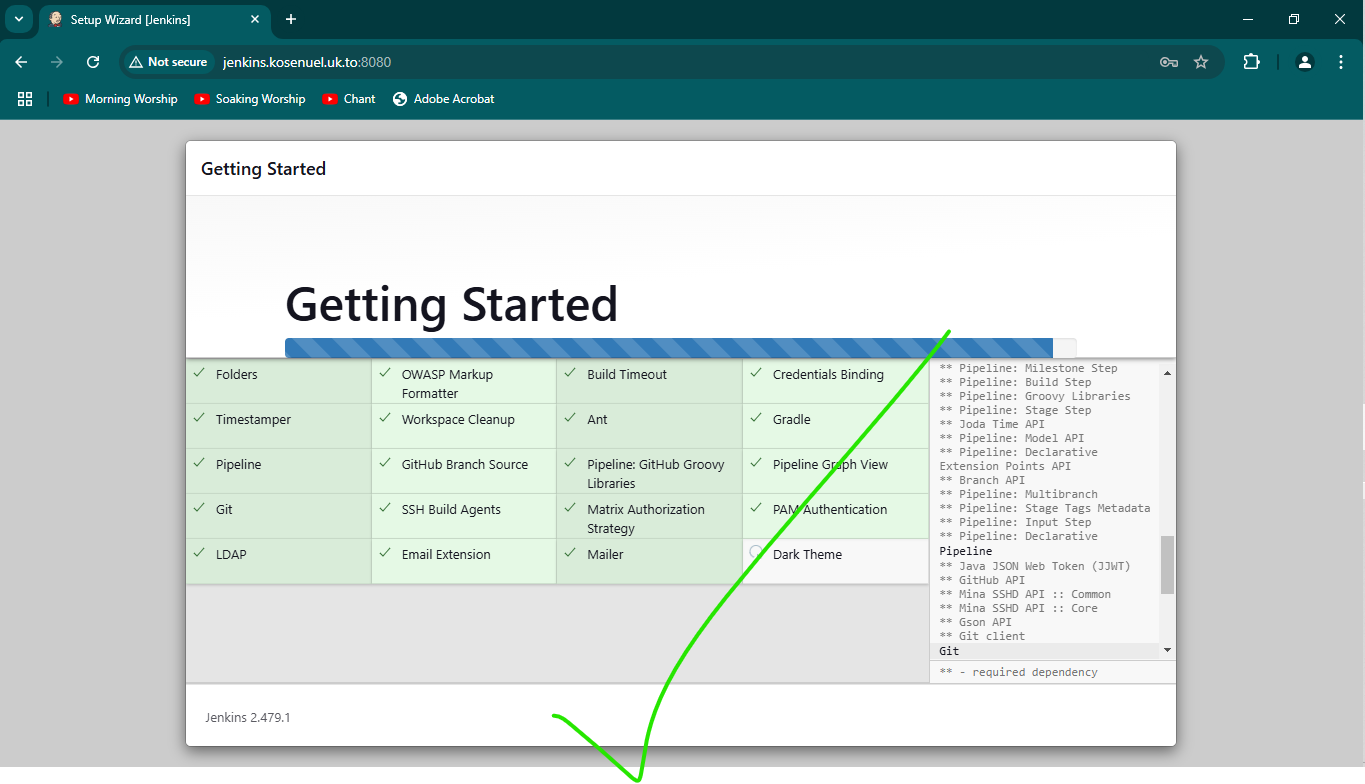 Setup Wizard [Jenkins]
Not secure
jenkins.kosenuel.uk.to:8080
Morning Worship
Soaking Worship
Chant
Adobe Acrobat
Getting Started
Getting Started
Folders
OWASP Markup
Formatter
Build Timeout
Credentials Binding
Timestamper
Workspace Cleanup
Ant
Gradle
Pipeline
GitHub Branch Source
Pipeline: GitHub Groovy
Libraries
Pipeline Graph View
Git
SSH Build Agents
Matrix Authorization
Strategy
PAM Authentication
LDAP
Email Extension
Mailer
Dark Theme
** Pipeline: Milestone Step
** Pipeline: Build Step
** Pipeline: Groovy Libraries
** Pipeline: Stage Step
** Joda Time API
** Pipeline: Model API
** Pipeline: Declarative
Extension Points API
** Branch API
** Pipeline: Multibranch
** Pipeline: Stage Tags Metadata
** Pipeline: Input Step
** Pipeline: Declarative
Pipeline
** Java JSON Web Token (JJWT)
** GitHub API
** Mina SSHD API :: Common
** Mina SSHD API :: Core
** Gson API
** Git client
Git
** - required dependency
Jenkins 2.479.1